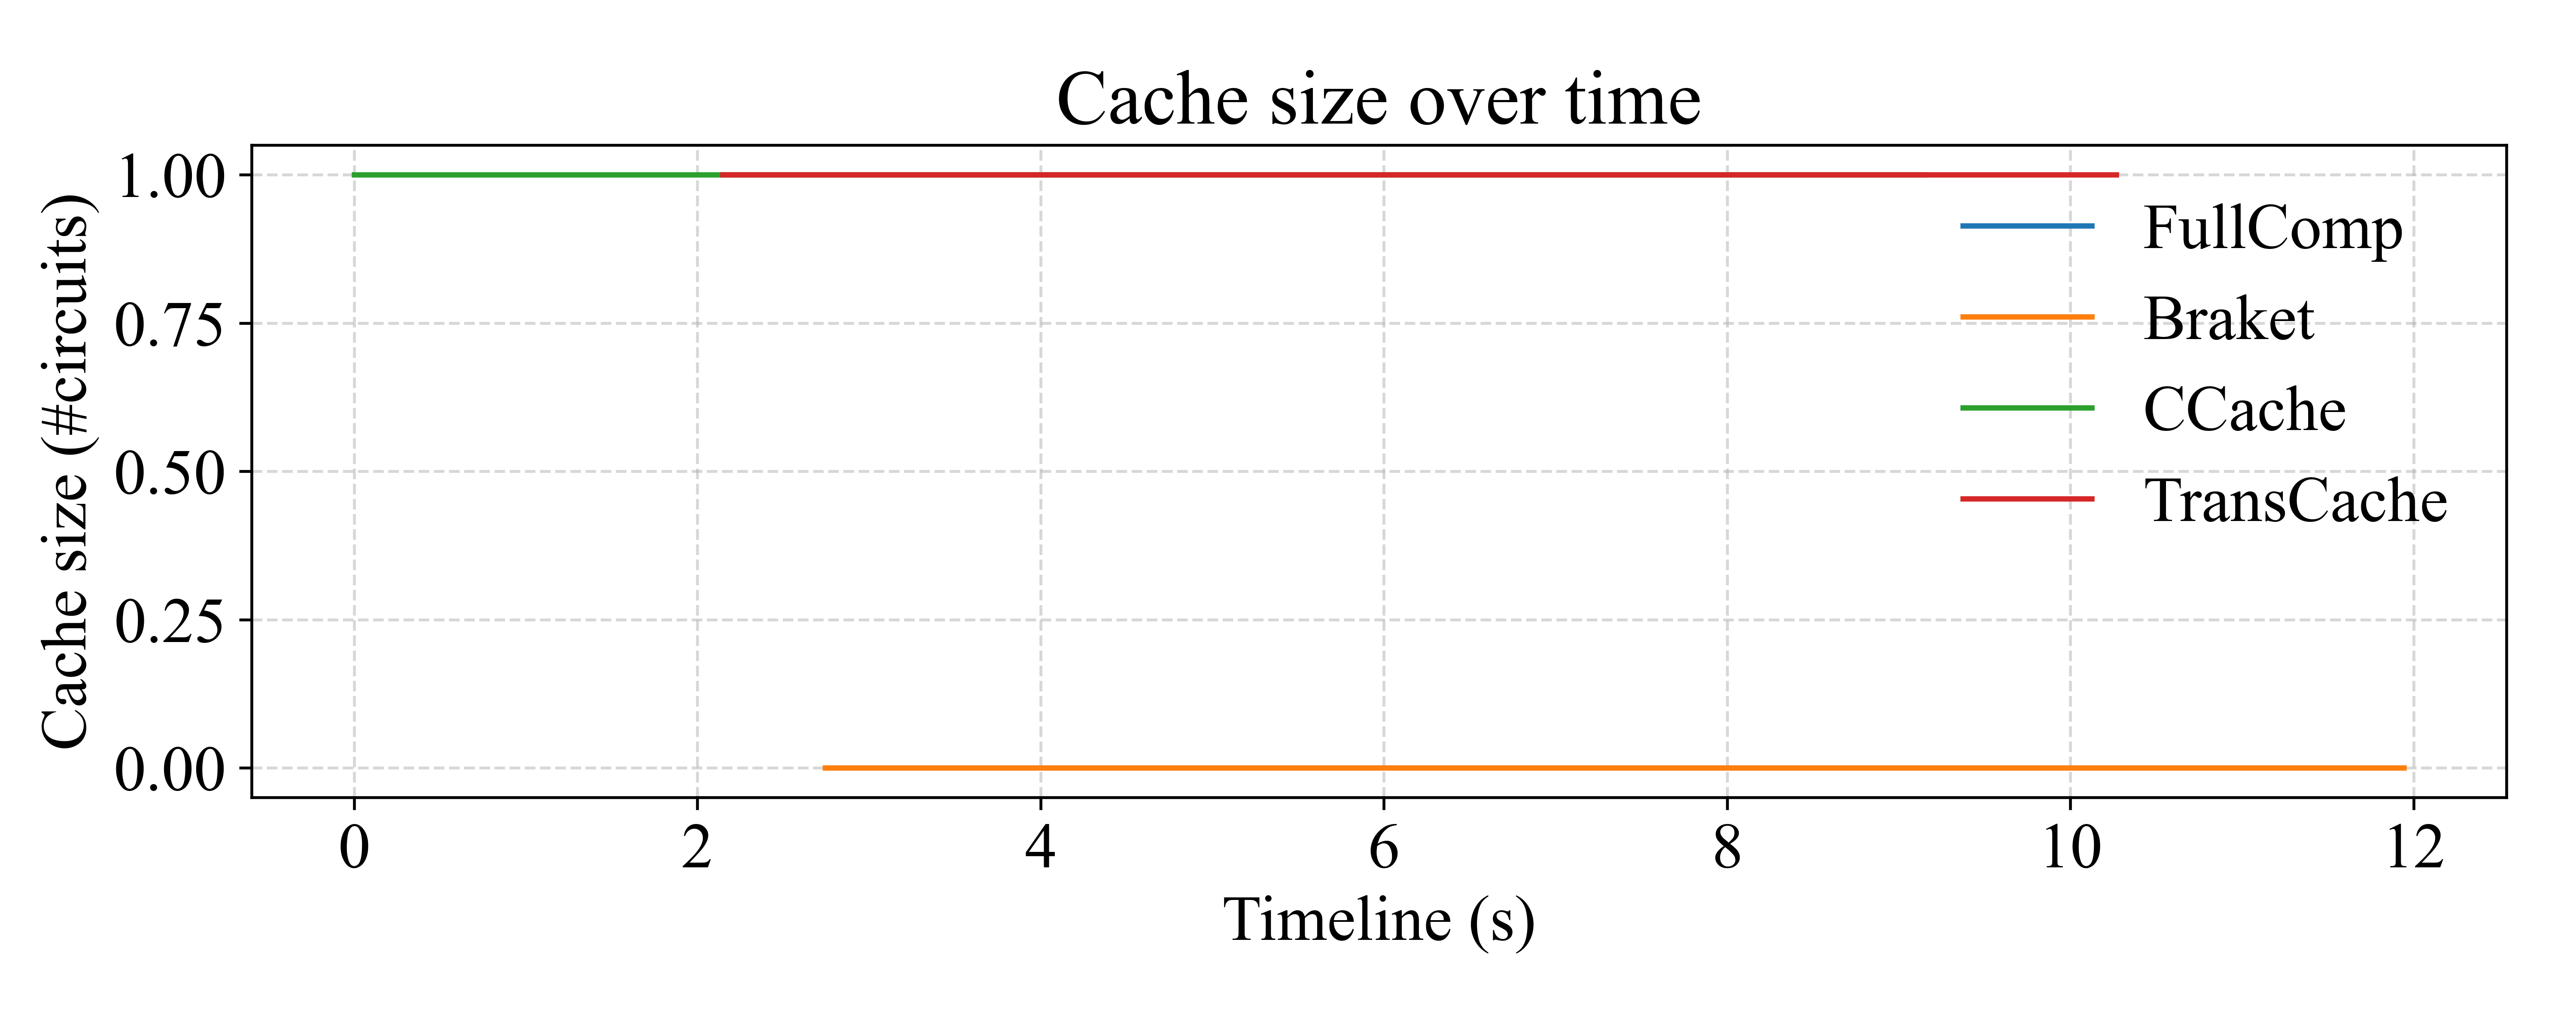 Cache size over time
Cache size (#circuits)
1.00
0.75
0.50
0.25
0.00
FullComp
Braket
CCache
TransCache
0 2 4 6 8 10 12
Timeline (s)